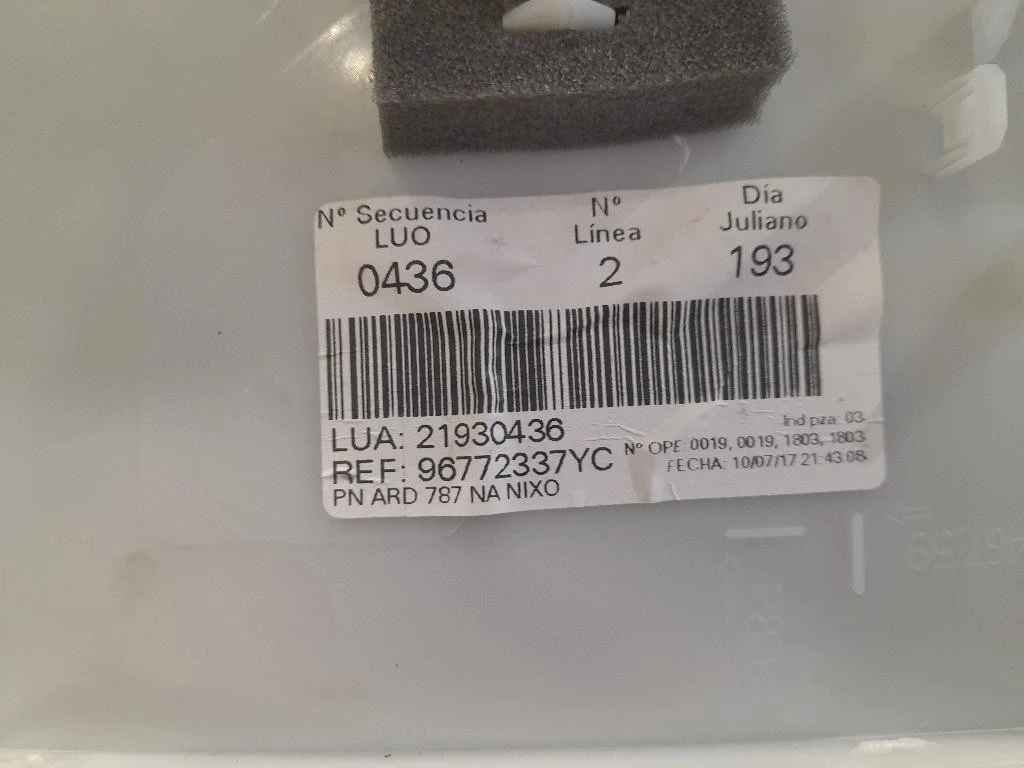 Nº Secuencia LUO
0436
Nº Línea
2
Día Juliano
193
LUA: 21930436
REF: 96772337YC
PN ARD 787 NA NIXO
Ind pza: 03
Nº OPE: 0019, 0019, 1803, 1803
FECHA: 10/07/17 21:43:08